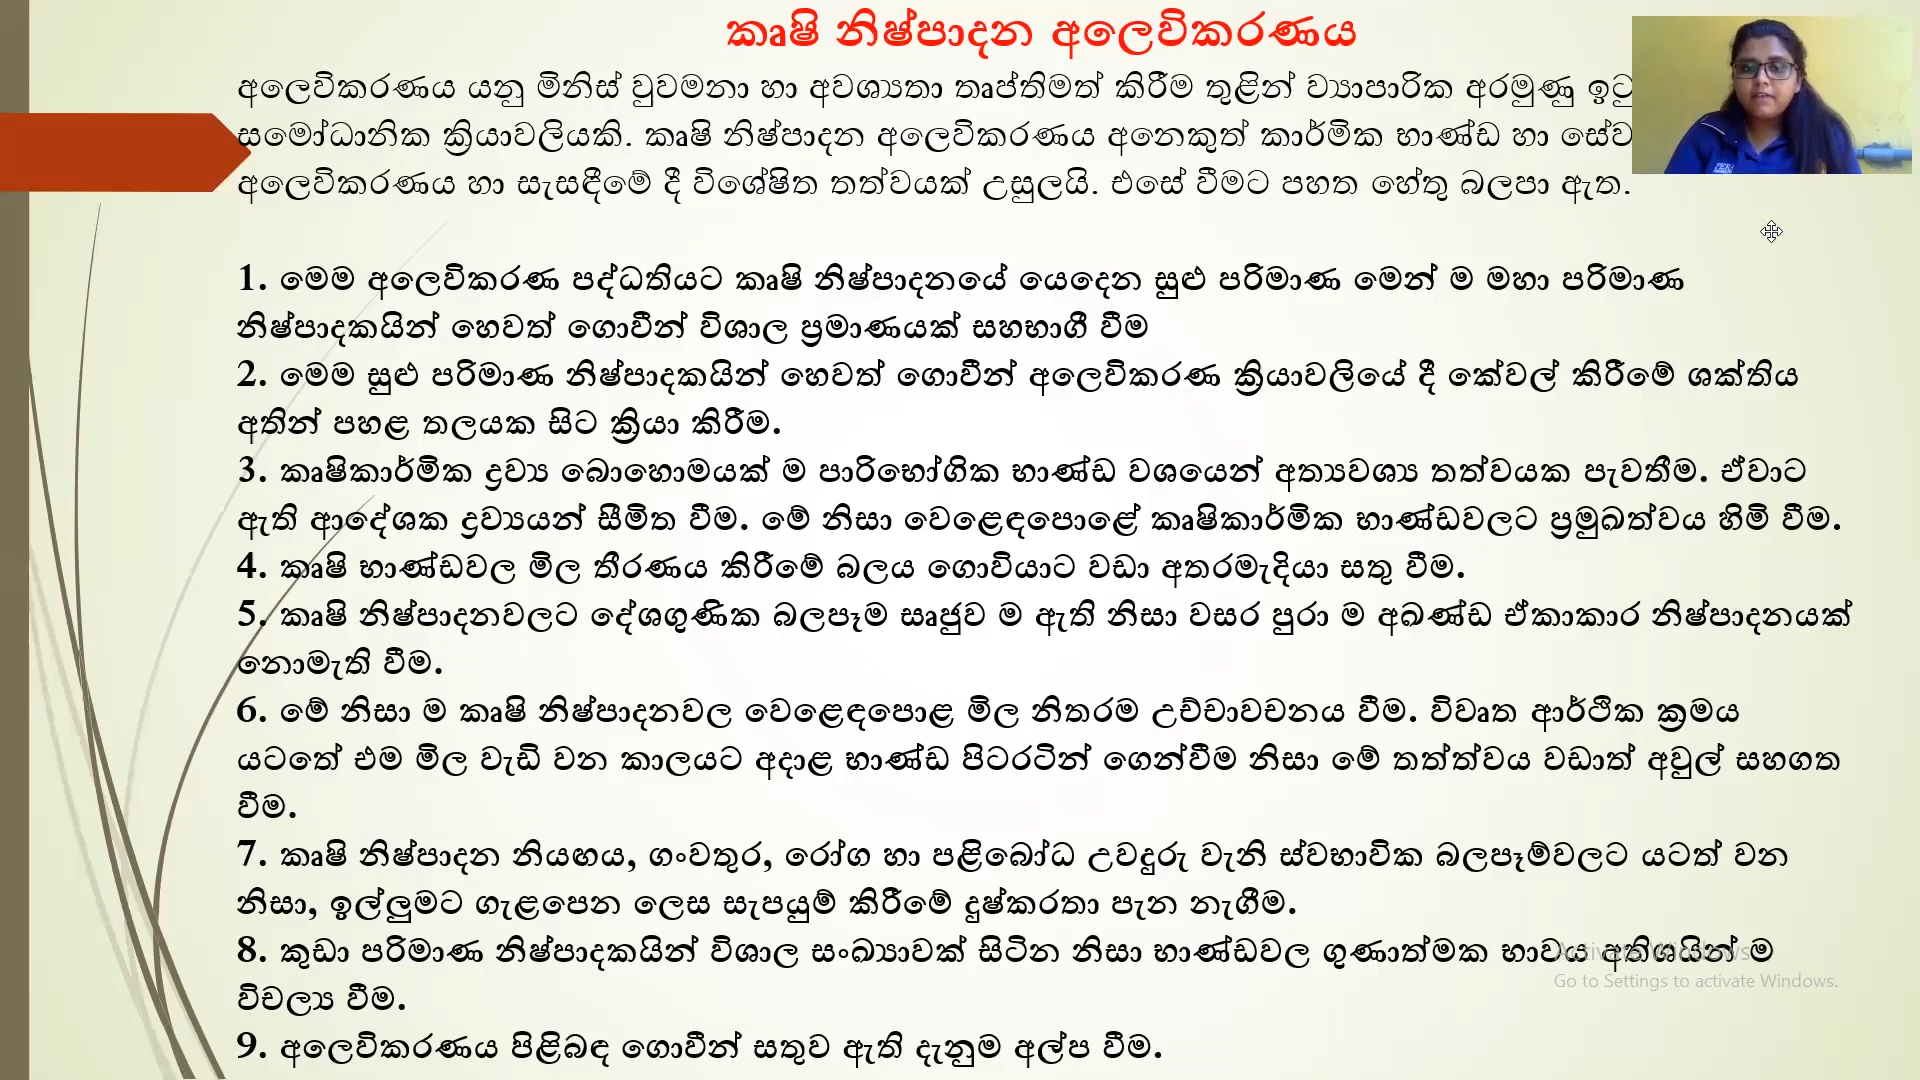 කෘෂි නිෂ්පාදන අලෙවිකරණය
අලෙවිකරණය යනු මිනිස් වුවමනා හා අවශ්‍යතා තෘප්තිමත් කිරීම තුළින් ව්‍යාපාරික අරමුණු ඉටු
සමෝධානික ක්‍රියාවලියකි. කෘෂි නිෂ්පාදන අලෙවිකරණය අනෙකුත් කාර්මික භාණ්ඩ හා සේව
අලෙවිකරණය හා සැසඳීමේ දී විශේෂිත තත්වයක් උසුලයි. එසේ වීමට පහත හේතු බලපා ඇත.
1. මෙම අලෙවිකරණ පද්ධතියට කෘෂි නිෂ්පාදනයේ යෙදෙන සුළු පරිමාණ මෙන් ම මහා පරිමාණ
නිෂ්පාදකයින් හෙවත් ගොවීන් විශාල ප්‍රමාණයක් සහභාගී වීම
2. මෙම සුළු පරිමාණ නිෂ්පාදකයින් හෙවත් ගොවීන් අලෙවිකරණ ක්‍රියාවලියේ දී කේවල් කිරීමේ ශක්තිය
අතින් පහළ තලයක සිට ක්‍රියා කිරීම.
3. කෘෂිකාර්මික ද්‍රව්‍ය බොහොමයක් ම පාරිභෝගික භාණ්ඩ වශයෙන් අත්‍යවශ්‍ය තත්වයක පැවතීම. ඒවාට
ඇති ආදේශක ද්‍රව්‍යයන් සීමිත වීම. මේ නිසා වෙළෙඳපොළේ කෘෂිකාර්මික භාණ්ඩවලට ප්‍රමුඛත්වය හිමි වීම.
4. කෘෂි භාණ්ඩවල මිල තීරණය කිරීමේ බලය ගොවියාට වඩා අතරමැදියා සතු වීම.
5. කෘෂි නිෂ්පාදනවලට දේශගුණික බලපෑම සෘජුව ම ඇති නිසා වසර පුරා ම අඛණ්ඩ ඒකාකාර නිෂ්පාදනයක්
නොමැති වීම.
6. මේ නිසා ම කෘෂි නිෂ්පාදනවල වෙළෙඳපොළ මිල නිතරම උච්චාවචනය වීම. විවෘත ආර්ථික ක්‍රමය
යටතේ එම මිල වැඩි වන කාලයට අදාළ භාණ්ඩ පිටරටින් ගෙන්වීම නිසා මේ තත්ත්වය වඩාත් අවුල් සහගත
වීම.
7. කෘෂි නිෂ්පාදන නියඟය, ගංවතුර, රෝග හා පළිබෝධ උවදුරු වැනි ස්වභාවික බලපෑම්වලට යටත් වන
නිසා, ඉල්ලුමට ගැළපෙන ලෙස සැපයුම් කිරීමේ දුෂ්කරතා පැන නැගීම.
8. කුඩා පරිමාණ නිෂ්පාදකයින් විශාල සංඛ්‍යාවක් සිටින නිසා භාණ්ඩවල ගුණාත්මක භාවය අතිශයින් ම
විචල්‍ය වීම.
9. අලෙවිකරණය පිළිබඳ ගොවීන් සතුව ඇති දැනුම අල්ප වීම.
Activate Windows
Go to Settings to activate Windows.